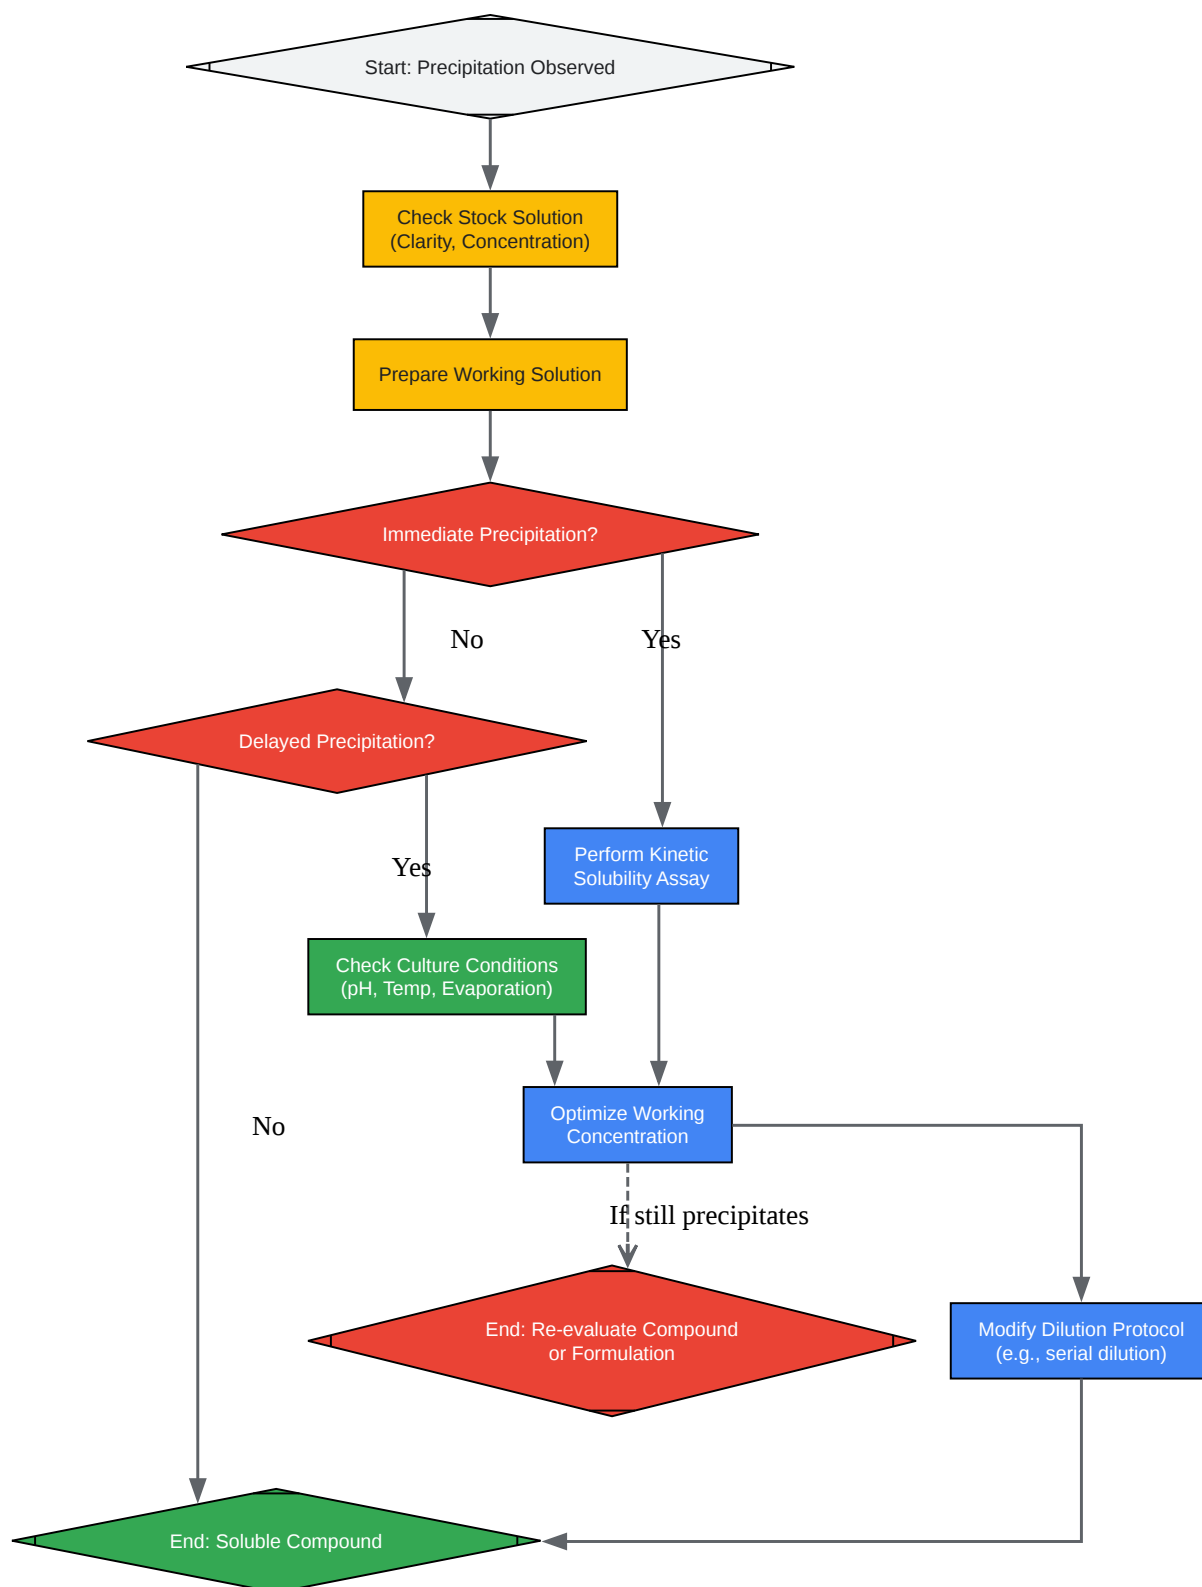 Start: Precipitation Observed
Check Stock Solution
(Clarity, Concentration)
Prepare Working Solution
Immediate Precipitation?
No
Yes
Delayed Precipitation?
Perform Kinetic
Solubility Assay
Yes
Check Culture Conditions
(pH, Temp, Evaporation)
Optimize Working
Concentration
No
If still precipitates
End: Re-evaluate Compound
or Formulation
Modify Dilution Protocol
(e.g., serial dilution)
End: Soluble Compound